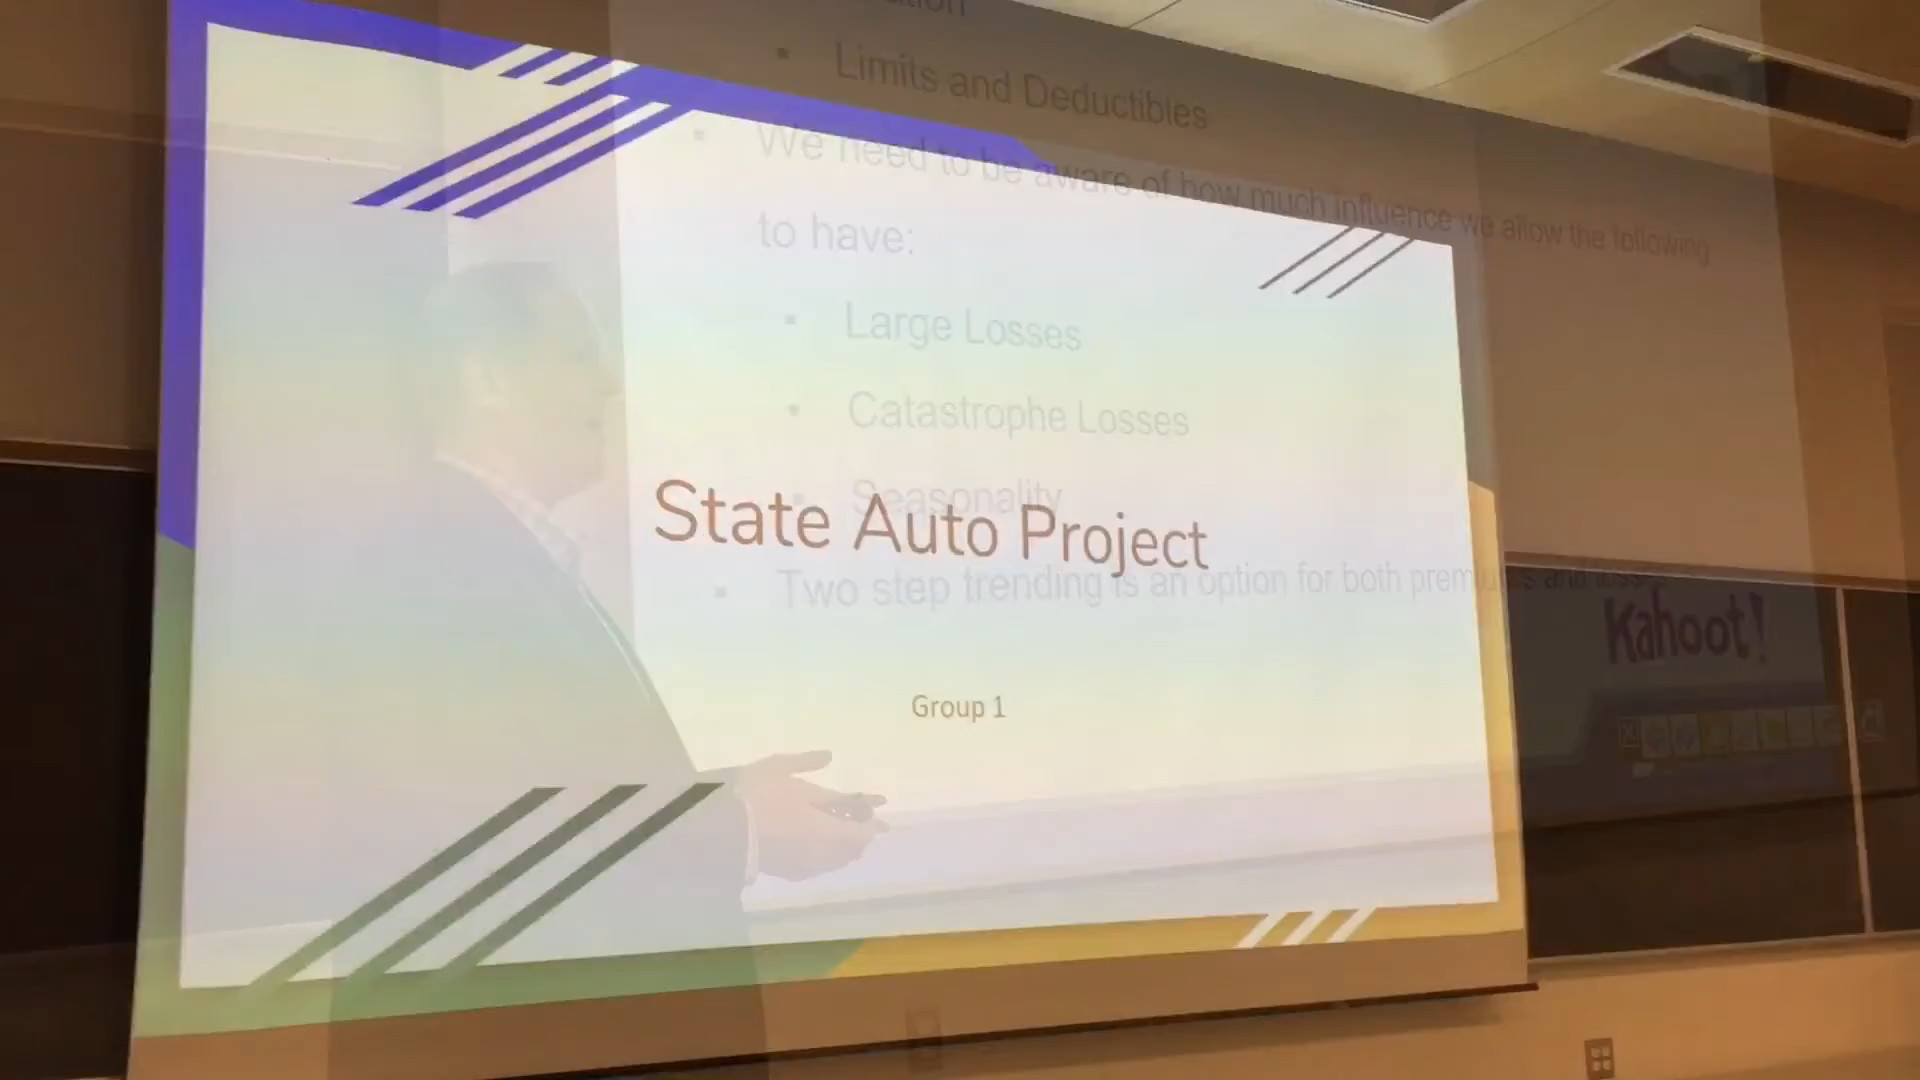 Limits and Deductibles
We need to be aware of how much influence we allow the following
to have:
Large Losses
Catastrophe Losses
Seasonality
State Auto Project
Two step trending is an option for both premiums and losses
Kahoot!
Group 1